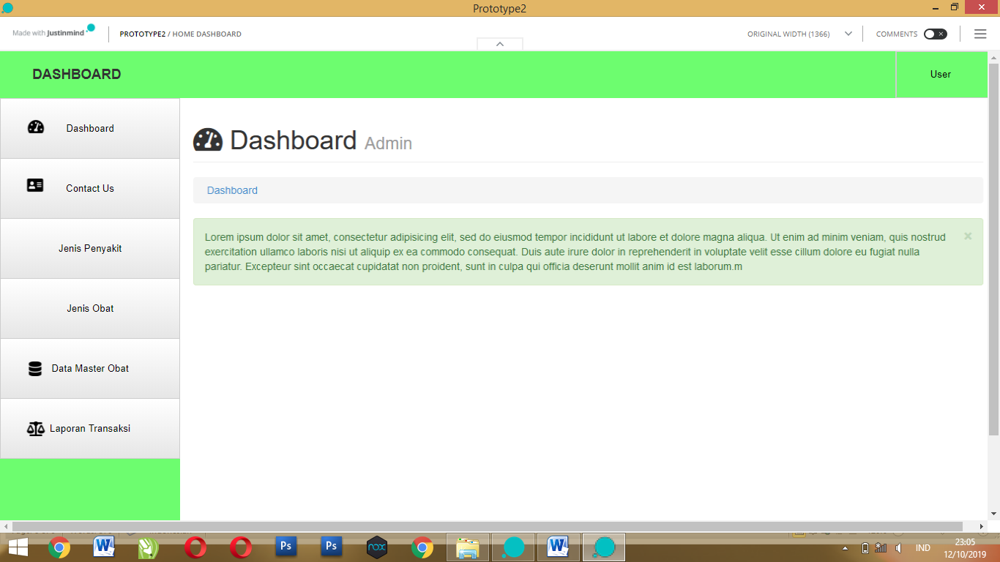 Prototype2
Made with Justinmind
PROTOTYPE2 / HOME DASHBOARD
ORIGINAL WIDTH (1366)
COMMENTS
DASHBOARD
User
Dashboard
Contact Us
Jenis Penyakit
Jenis Obat
Data Master Obat
Laporan Transaksi
Dashboard Admin
Dashboard
Lorem ipsum dolor sit amet, consectetur adipisicing elit, sed do eiusmod tempor incididunt ut labore et dolore magna aliqua. Ut enim ad minim veniam, quis nostrud
exercitation ullamco laboris nisi ut aliquip ex ea commodo consequat. Duis aute irure dolor in reprehenderit in voluptate velit esse cillum dolore eu fugiat nulla
pariatur. Excepteur sint occaecat cupidatat non proident, sunt in culpa qui officia deserunt mollit anim id est laborum.m
W
Ps
Ps
nox
W
IND
23:05
12/10/2019